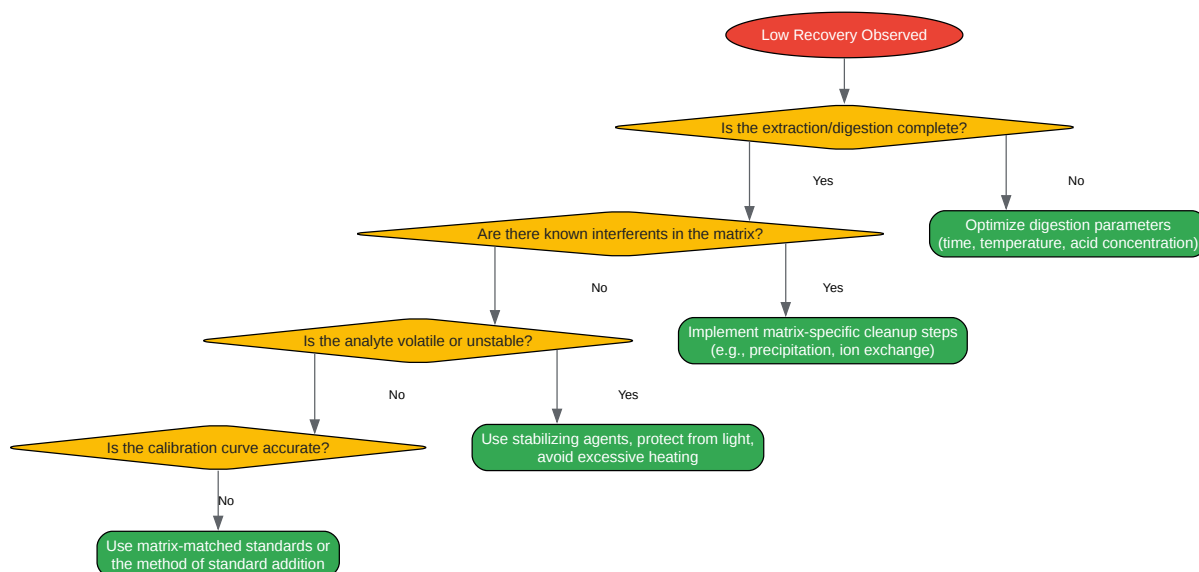 Low Recovery Observed
Is the extraction/digestion complete?
Yes
No
Optimize digestion parameters
(time, temperature, acid concentration)
Are there known interferents in the matrix?
No
Yes
Implement matrix-specific cleanup steps
(e.g., precipitation, ion exchange)
Is the analyte volatile or unstable?
No
Yes
Use stabilizing agents, protect from light,
avoid excessive heating
Is the calibration curve accurate?
No
Use matrix-matched standards or
the method of standard addition